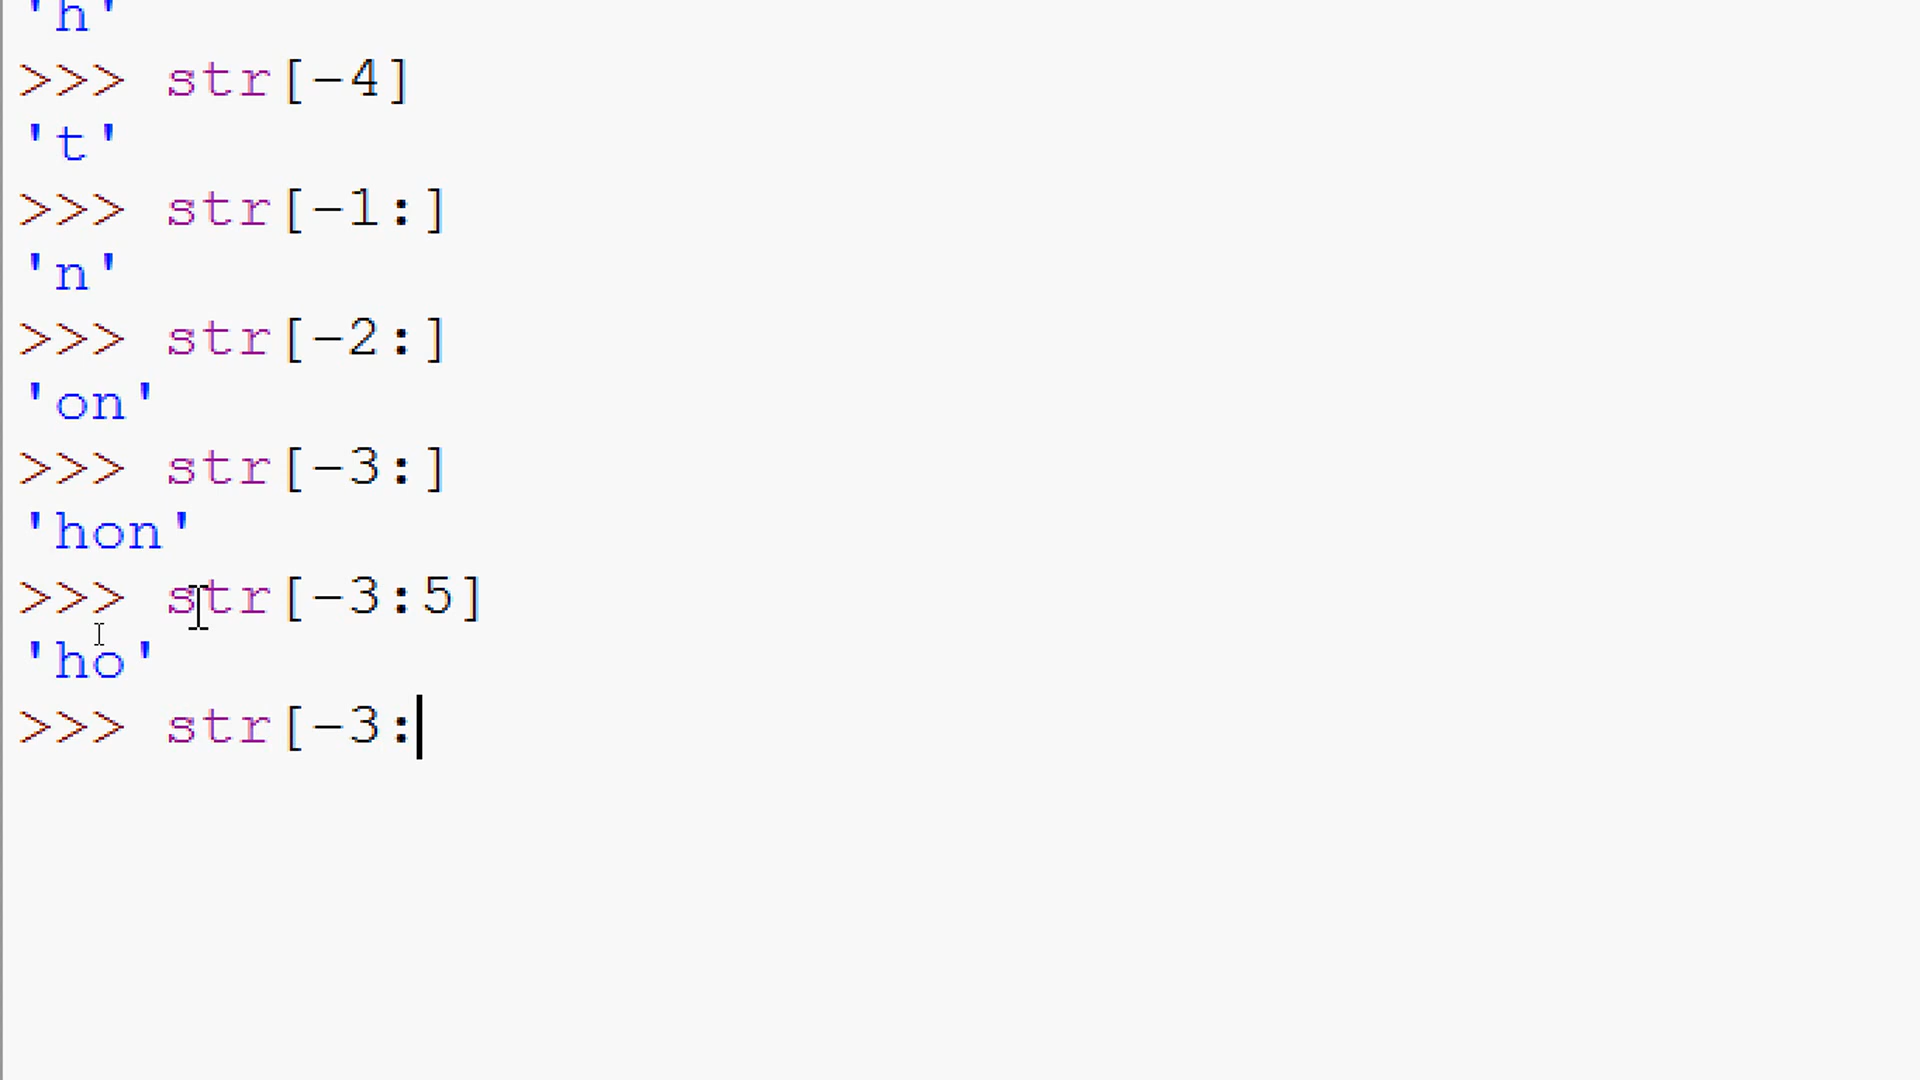 'h'
>>> str[-4]
't'
>>> str[-1:]
'n'
>>> str[-2:]
'on'
>>> str[-3:]
'hon'
>>> str[-3:5]
'ho'
>>> str[-3: